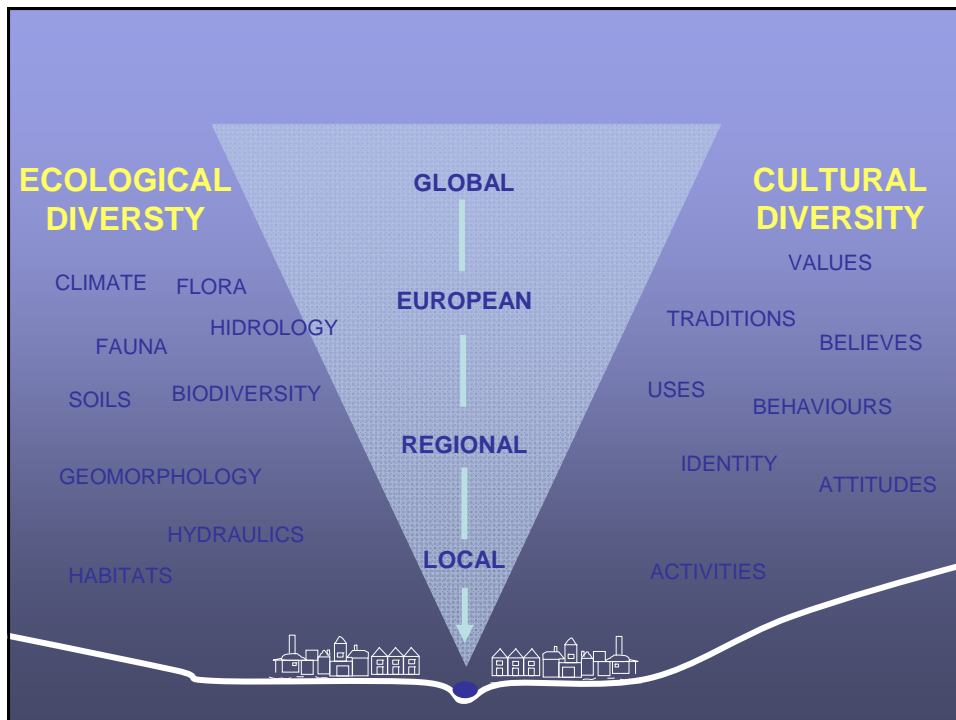 ECOLOGICAL
DIVERSTY
CLIMATE
FLORA
HIDROLOGY
FAUNA
SOILS
BIODIVERSITY
GEOMORPHOLOGY
HYDRAULICS
HABITATS
GLOBAL
EUROPEAN
REGIONAL
LOCAL
CULTURAL
DIVERSITY
VALUES
TRADITIONS
BELIEVES
USES
BEHAVIOURS
IDENTITY
ATTITUDES
ACTIVITIES